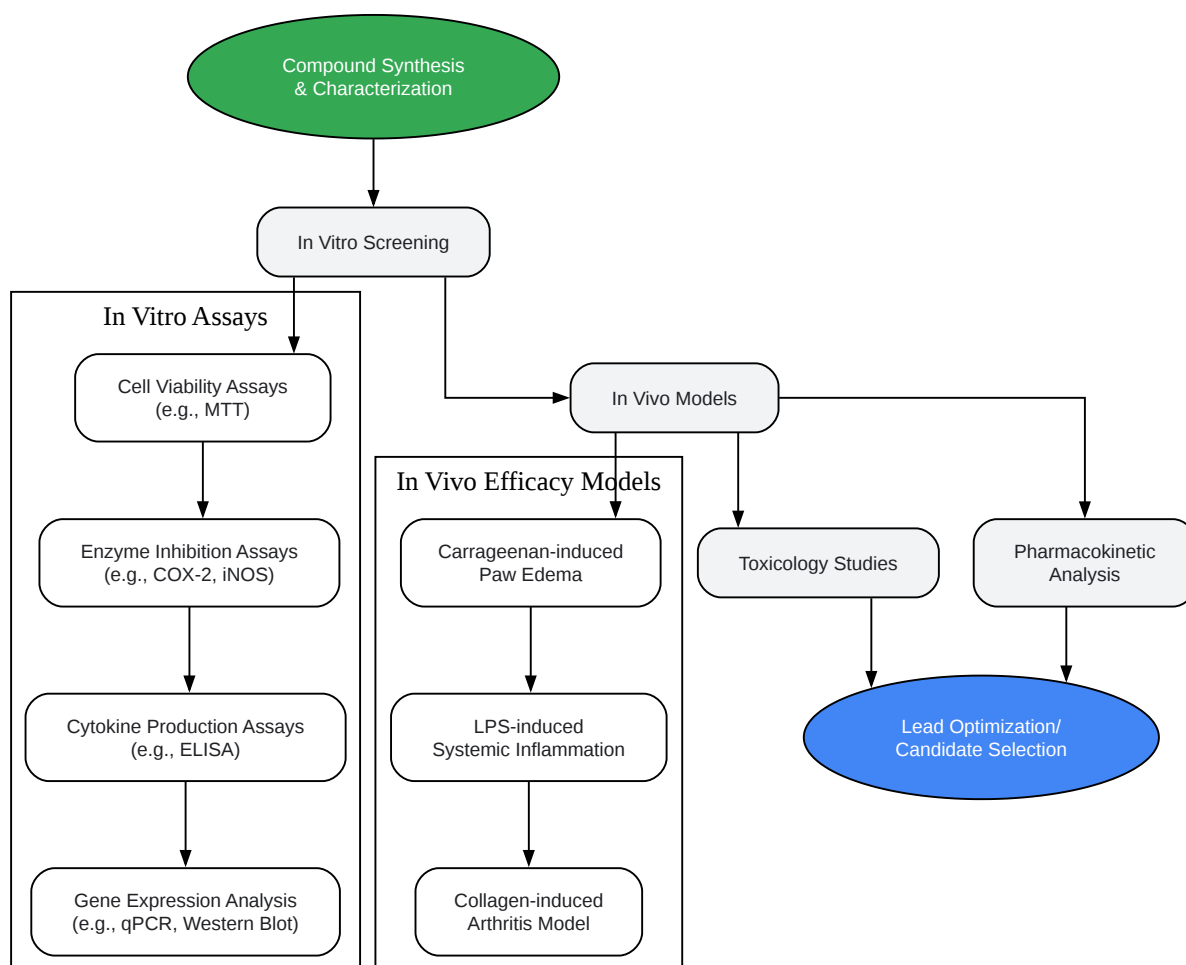 Compound Synthesis
& Characterization
In Vitro Screening
In Vitro Assays
Cell Viability Assays
(e.g., MTT)
In Vivo Models
In Vivo Efficacy Models
Enzyme Inhibition Assays
(e.g., COX-2, iNOS)
Carrageenan-induced
Paw Edema
Toxicology Studies
Pharmacokinetic
Analysis
Cytokine Production Assays
(e.g., ELISA)
LPS-induced
Systemic Inflammation
Lead Optimization/
Candidate Selection
Gene Expression Analysis
(e.g., qPCR, Western Blot)
Collagen-induced
Arthritis Model